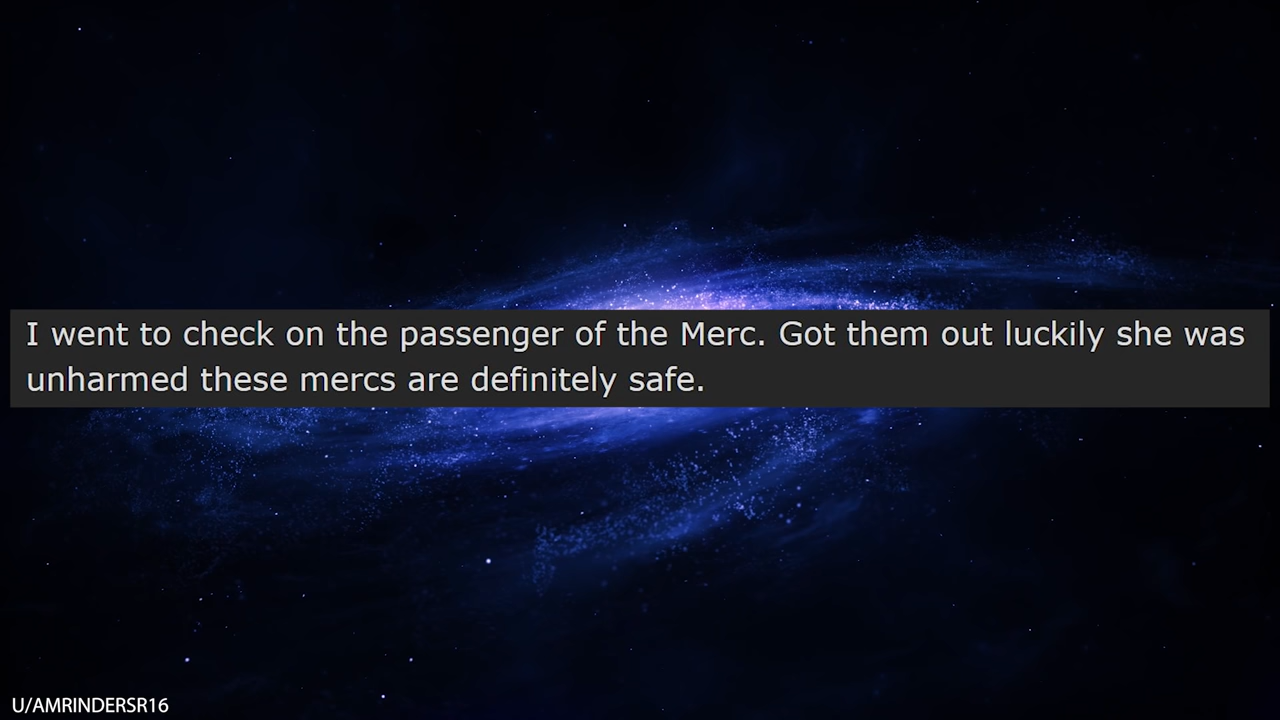 I went to check on the passenger of the Merc. Got them out luckily she was
unharmed these mercs are definitely safe.
U/AMRINDERSR16